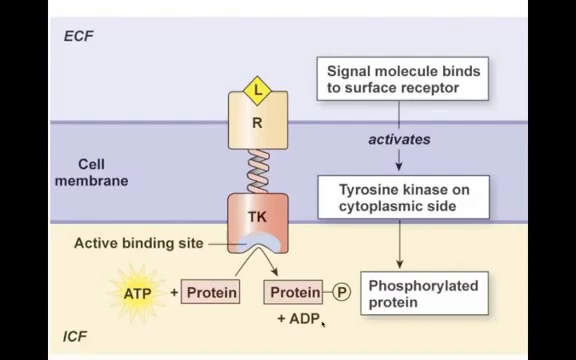 ECF
Signal molecule binds
to surface receptor
L
R
activates
Cell
membrane
Tyrosine kinase on
cytoplasmic side
TK
Active binding site
ATP + Protein
Protein P
+ ADP
Phosphorylated
protein
ICF